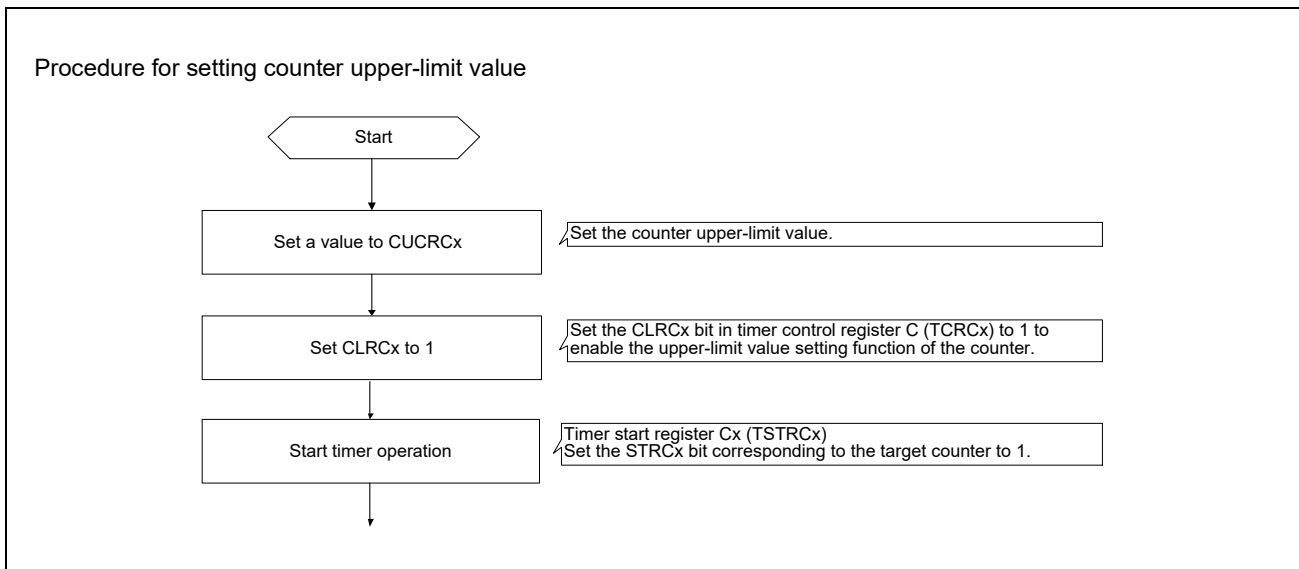 Procedure for setting counter upper-limit value
Start
Set a value to CUCRCx
Set the counter upper-limit value.
Set CLRCx to 1
Set the CLRCx bit in timer control register C (TCRCx) to 1 to
enable the upper-limit value setting function of the counter.
Start timer operation
Timer start register Cx (TSTRCx)
Set the STRCx bit corresponding to the target counter to 1.